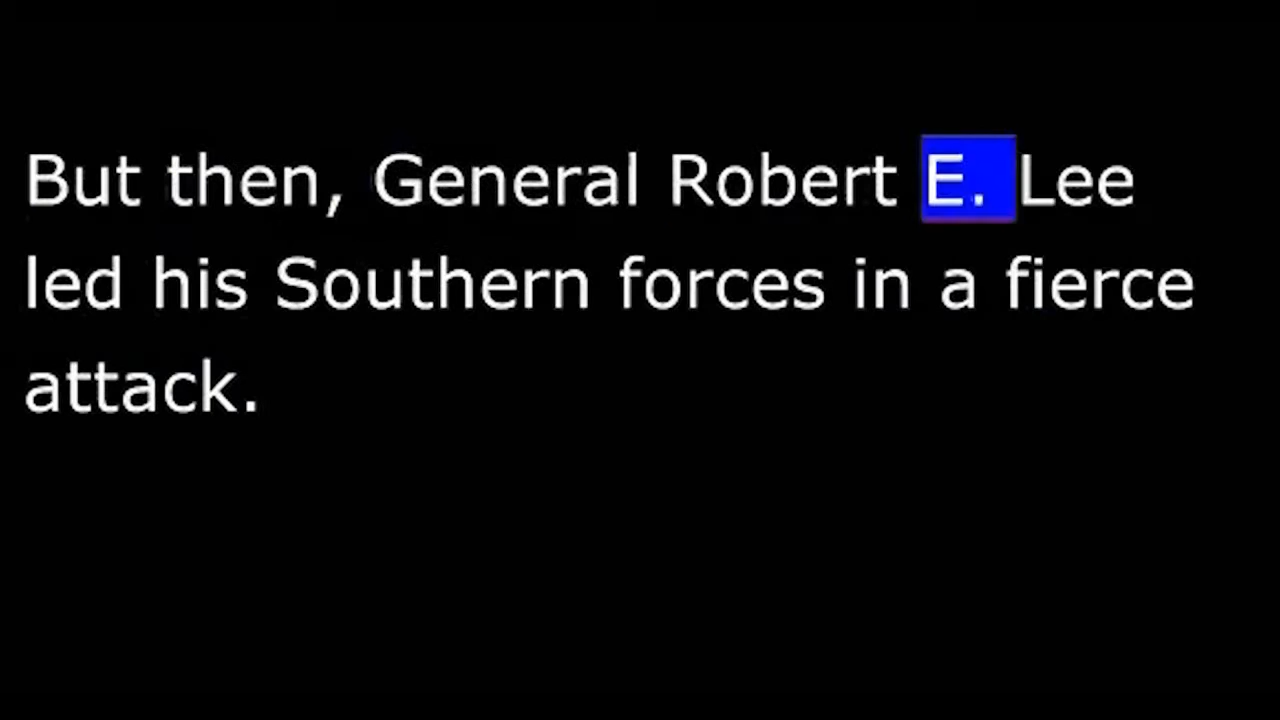 But then, General Robert E. Lee
led his Southern forces in a fierce
attack.